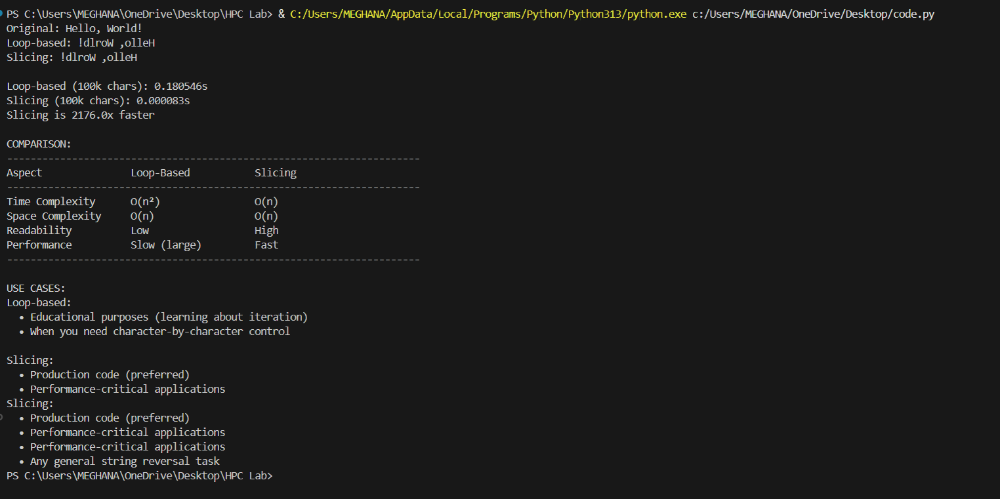 PS C:\Users\MEGHANA\OneDrive\Desktop\HPC Lab> & C:/Users/MEGHANA/AppData/Local/Programs/Python/Python313/python.exe c:/Users/MEGHANA/OneDrive/Desktop/code.py
Original: Hello, World!
Loop-based: !dlroW ,olleH
Slicing: !dlroW ,olleH

Loop-based (100k chars): 0.180546s
Slicing (100k chars): 0.000083s
Slicing is 2176.0x faster

COMPARISON:
----------------------------------------------------------------------
Aspect               Loop-Based           Slicing
----------------------------------------------------------------------
Time Complexity      O(n²)                O(n)
Space Complexity     O(n)                 O(n)
Readability          Low                  High
Performance          Slow (large)         Fast
----------------------------------------------------------------------

USE CASES:
Loop-based:
  • Educational purposes (learning about iteration)
  • When you need character-by-character control

Slicing:
  • Production code (preferred)
  • Performance-critical applications
Slicing:
  • Production code (preferred)
  • Performance-critical applications
  • Performance-critical applications
  • Any general string reversal task
PS C:\Users\MEGHANA\OneDrive\Desktop\HPC Lab>